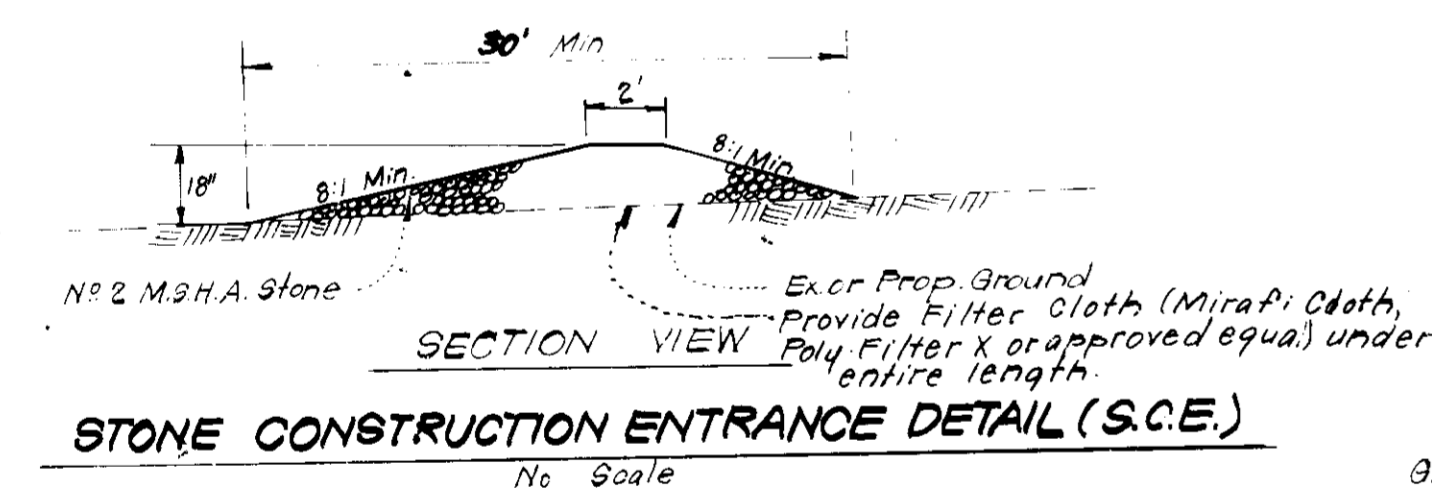 30' Min
2'
18"
8:1 Min.
8:1 Min
Nº 2 M.S.H.A. Stone
Ex. or Prop. Ground
Provide Filter Cloth (Mirafi Cloth,
Poly Filter X or approved equal) under
entire length.
SECTION VIEW
STONE CONSTRUCTION ENTRANCE DETAIL (S.C.E.)
No Scale